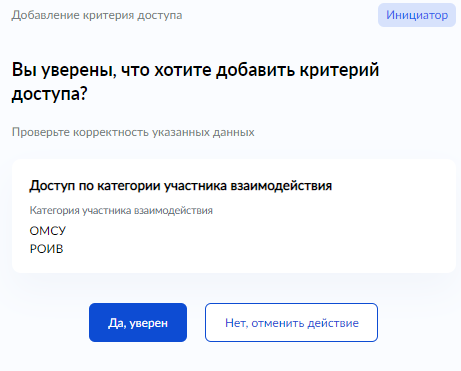 Добавление критерия доступа
Инициатор
Вы уверены, что хотите добавить критерий
доступа?
Проверьте корректность указанных данных
Доступ по категории участника взаимодействия
Категория участника взаимодействия
ОМСУ
РОИВ
Да, уверен
Нет, отменить действие